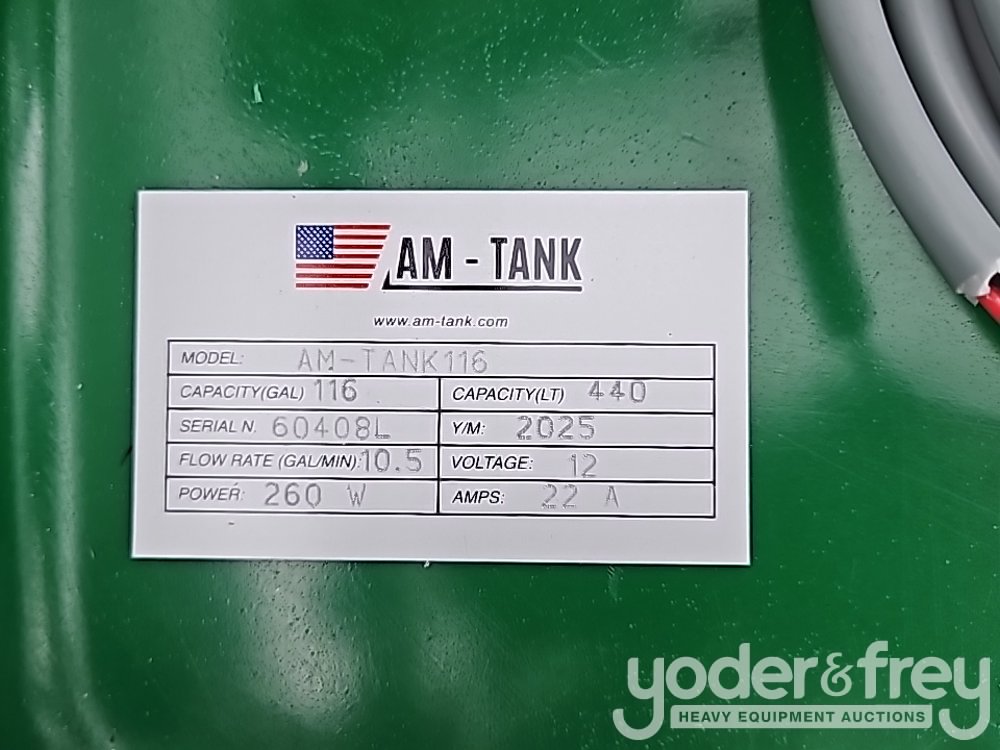 AM - TANK
www.am-tank.com
MODEL: AM-TANK116
CAPACITY(GAL) 116 CAPACITY(LT) 440
SERIAL N. 60408L Y/M: 2025
FLOW RATE (GAL/MIN): 10.5 VOLTAGE: 12
POWER: 260 W AMPS: 22 A
yoder&frey
HEAVY EQUIPMENT AUCTIONS